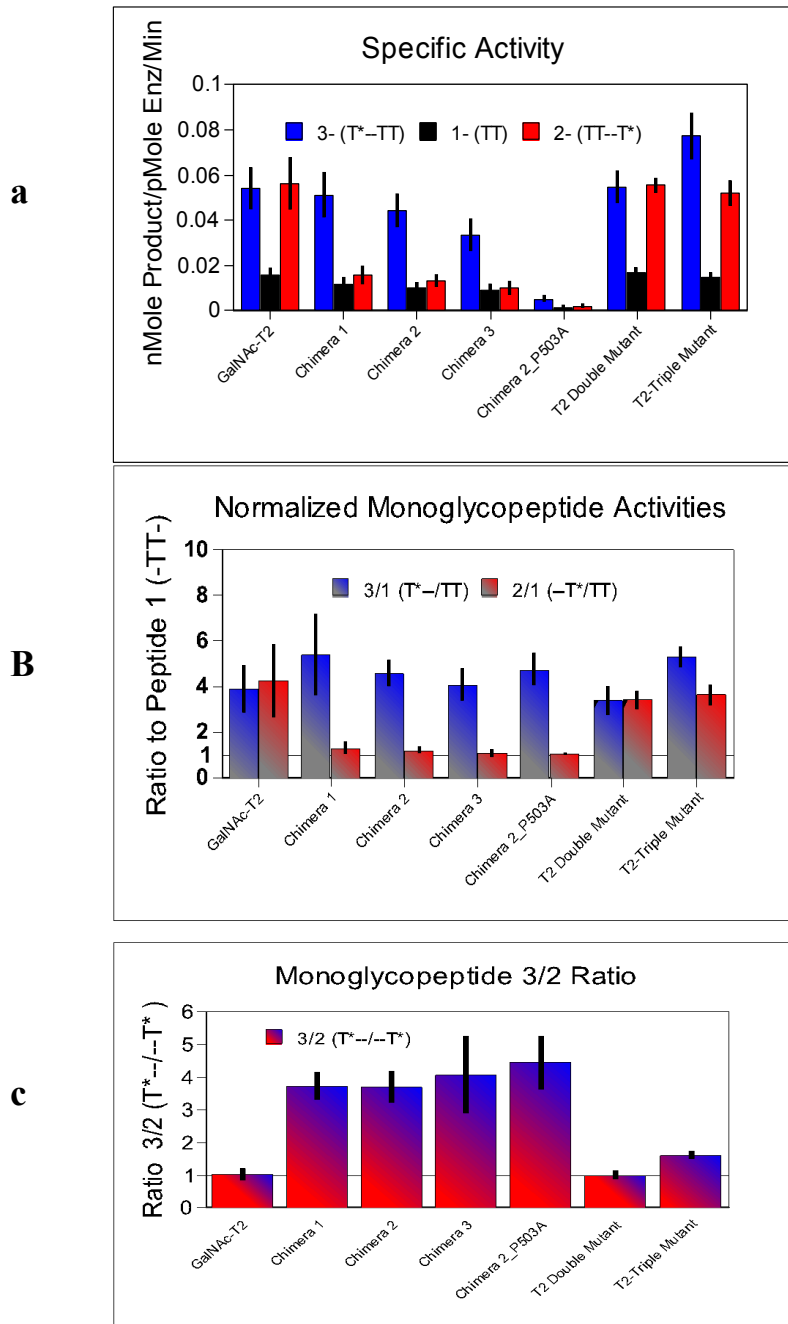 a
Specific Activity
nMole Product/pMole Enz/Min
0.1
0.08
0.06
0.04
0.02
0
3- (T*--TT) 1- (TT) 2- (TT--T*)
GalNAc-T2
Chimera 1
Chimera 2
Chimera 3
Chimera 2_P503A
T2 Double Mutant
T2-Triple Mutant
B
Normalized Monoglycopeptide Activities
Ratio to Peptide 1 (-TT-)
10
8
6
4
2
1
0
3/1 (T*–/TT) 2/1 (–T*/TT)
GalNAc-T2
Chimera 1
Chimera 2
Chimera 3
Chimera 2_P503A
T2 Double Mutant
T2-Triple Mutant
c
Monoglycopeptide 3/2 Ratio
Ratio 3/2 (T*--/--T*)
6
5
4
3
2
1
0
3/2 (T*--/--T*)
GalNAc-T2
Chimera 1
Chimera 2
Chimera 3
Chimera 2_P503A
T2 Double Mutant
T2-Triple Mutant